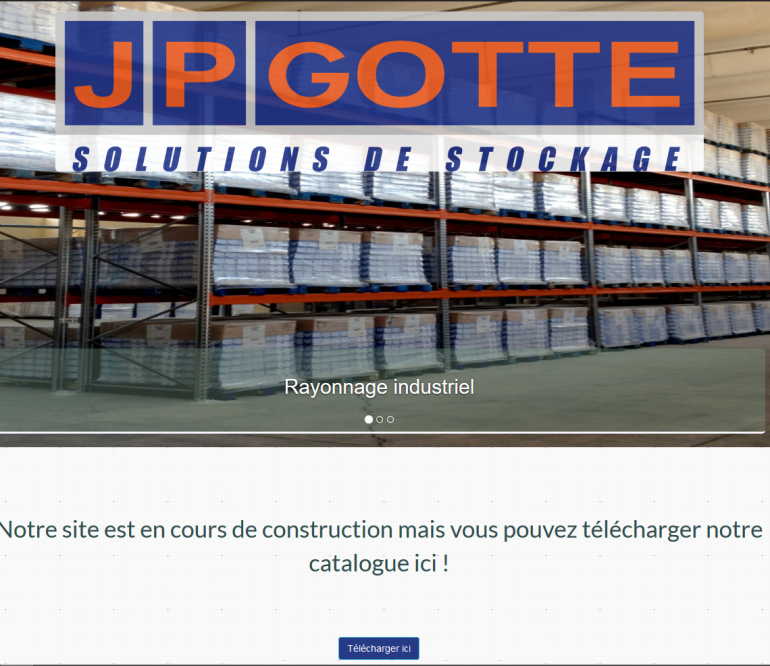 JP GOTTE
SOLUTIONS DE STOCKAGE
Rayonnage industriel
Notre site est en cours de construction mais vous pouvez télécharger notre
catalogue ici !
Télécharger ici